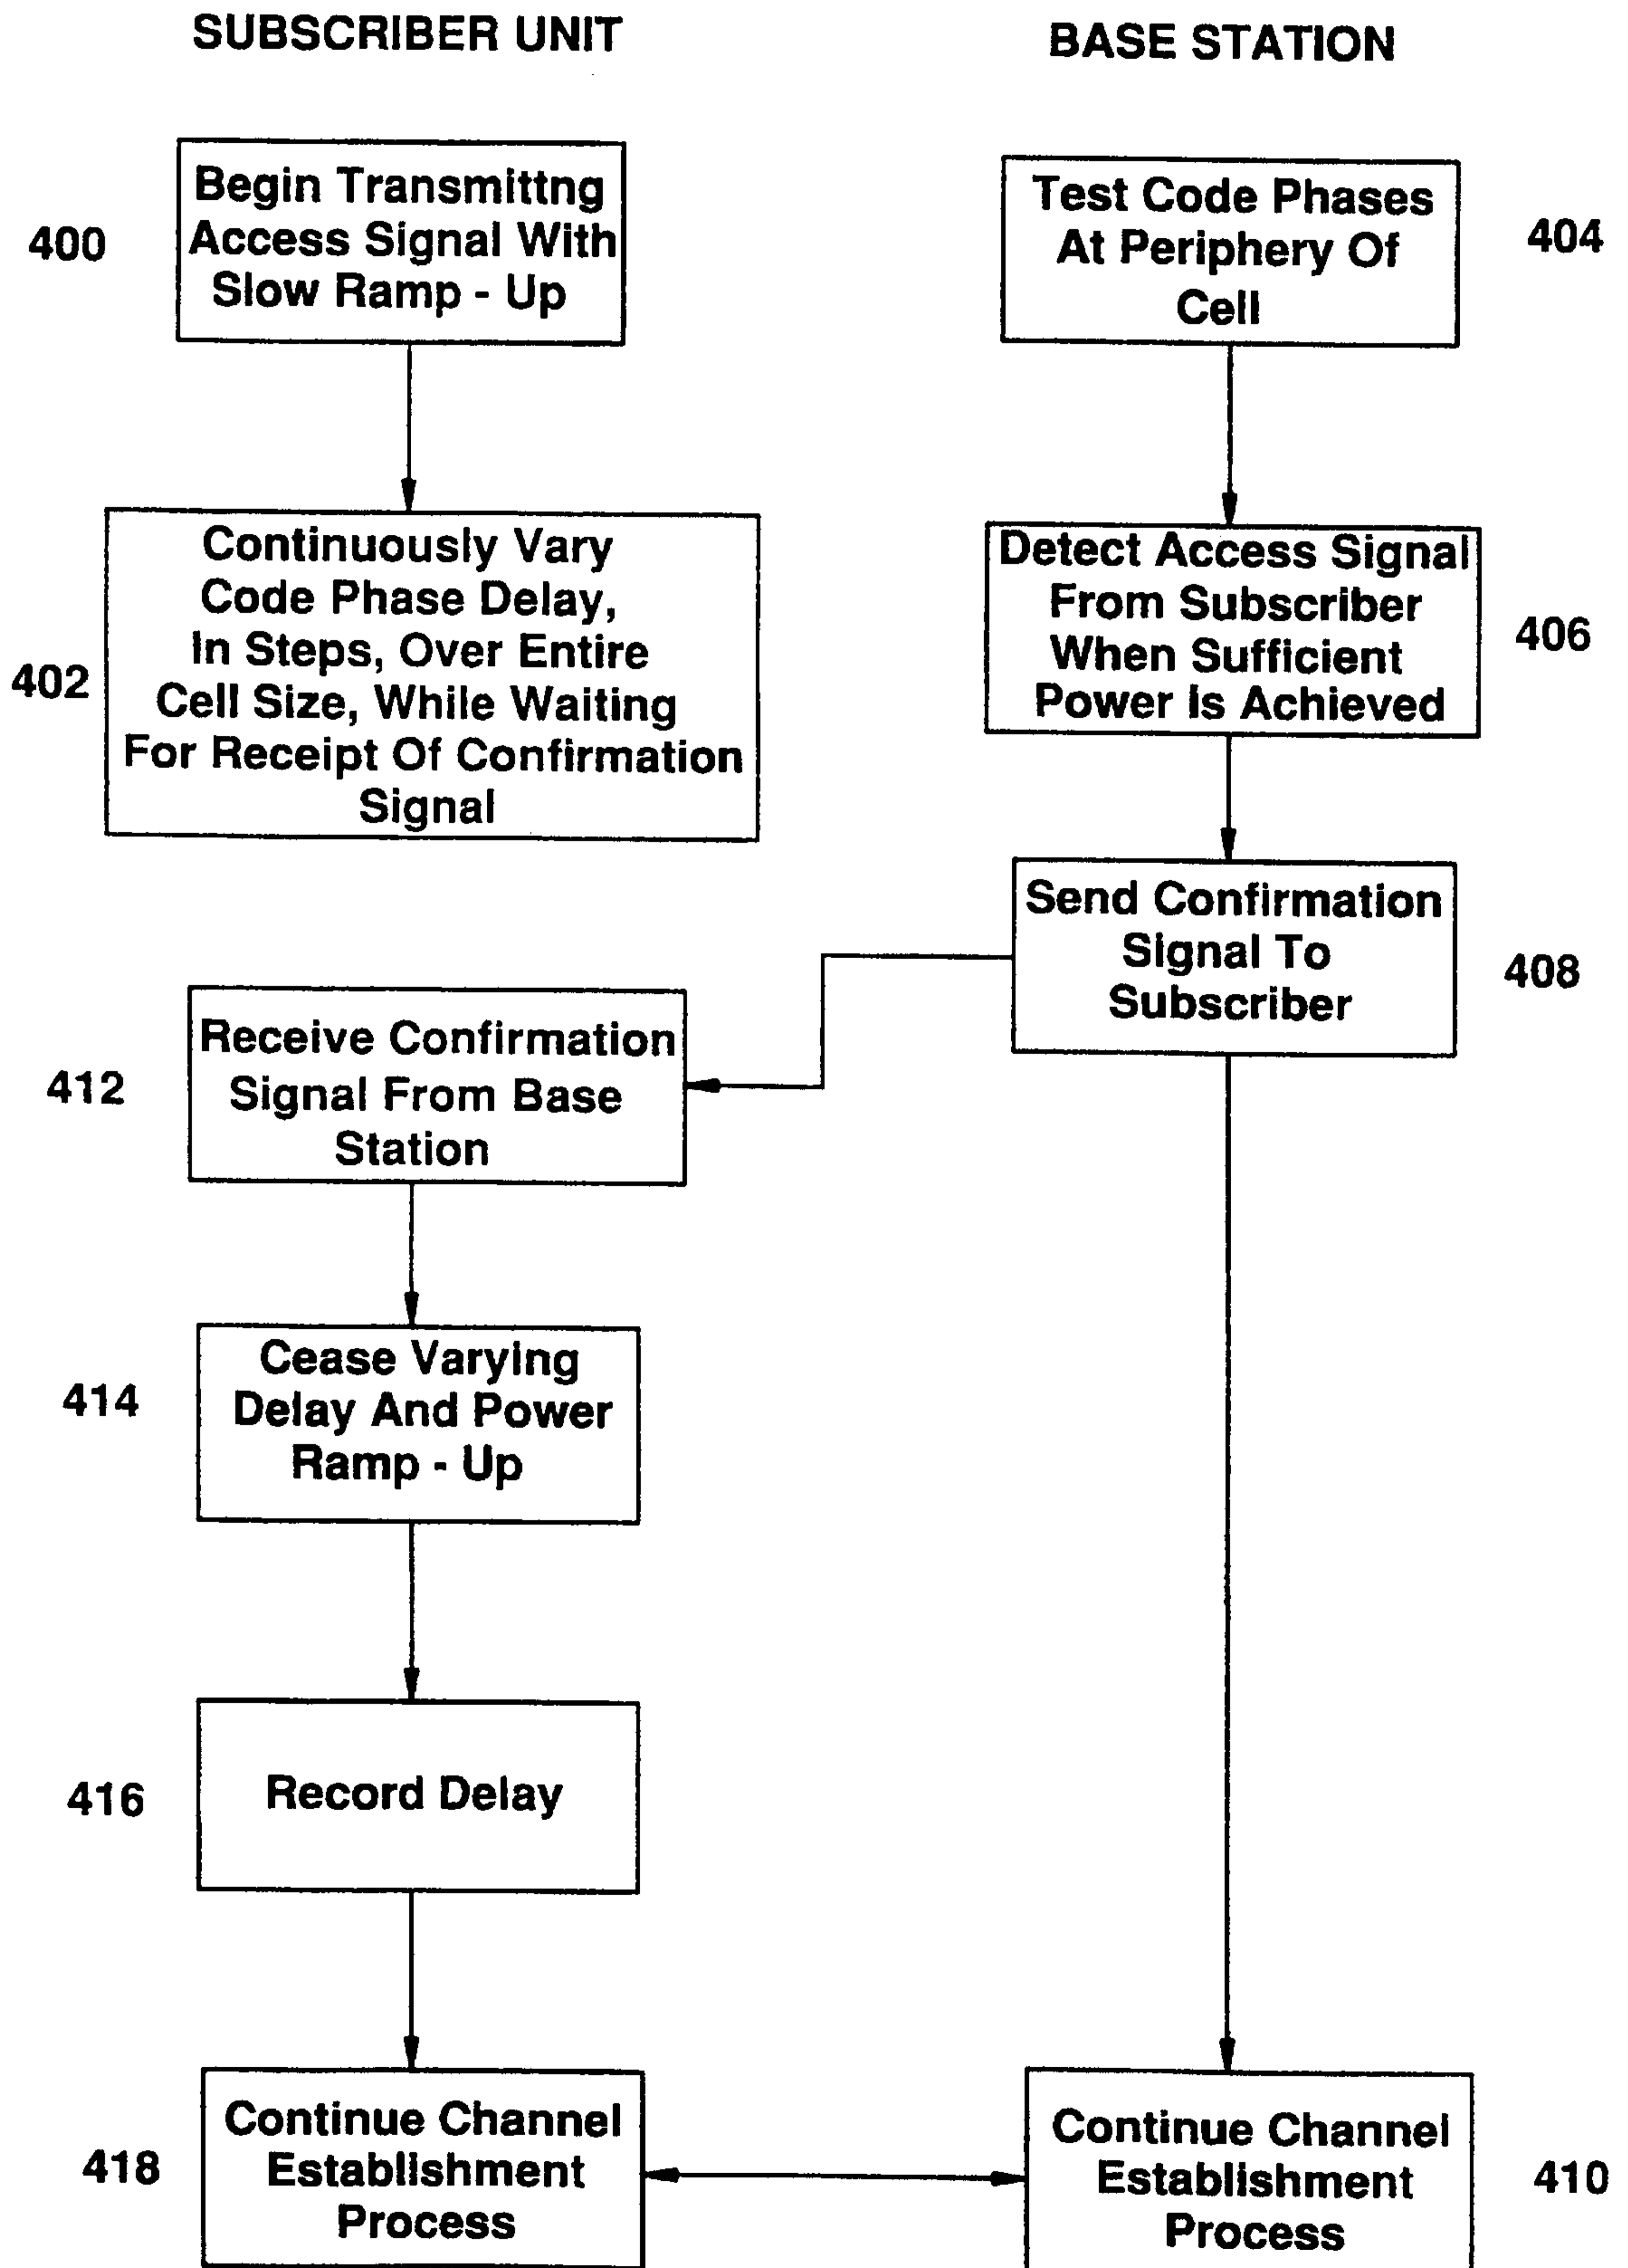 SUBSCRIBER UNIT
BASE STATION
400
Begin Transmittng
Access Signal With
Slow Ramp - Up
Test Code Phases
At Periphery Of
Cell
404
402
Continuously Vary
Code Phase Delay,
In Steps, Over Entire
Cell Size, While Waiting
For Receipt Of Confirmation
Signal
Detect Access Signal
From Subscriber
When Sufficient
Power Is Achieved
406
Send Confirmation
Signal To
Subscriber
408
412
Receive Confirmation
Signal From Base
Station
414
Cease Varying
Delay And Power
Ramp - Up
416
Record Delay
418
Continue Channel
Establishment
Process
Continue Channel
Establishment
Process
410